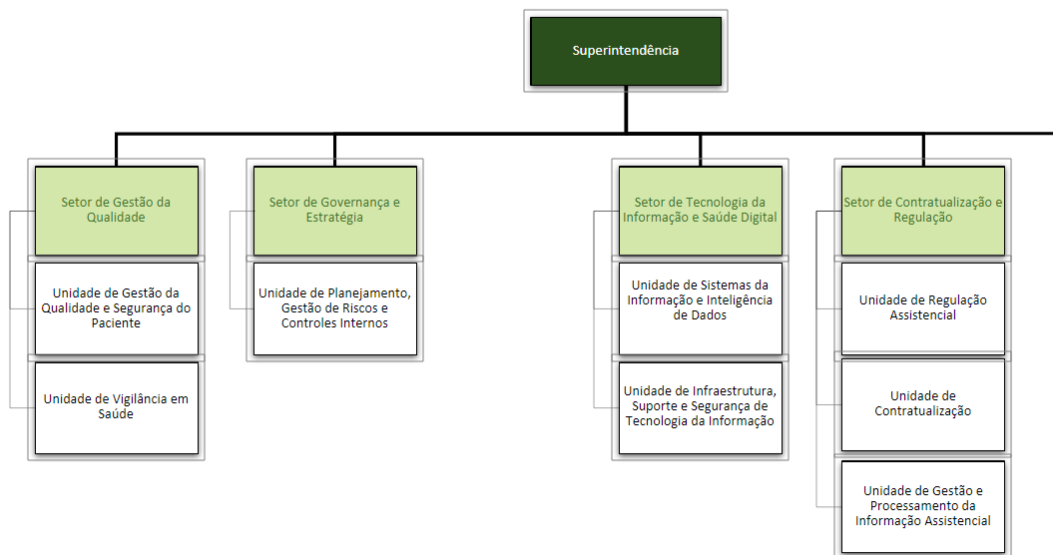 Superintendência
Setor de Gestão da
Qualidade
Unidade de Gestão da
Qualidade e Segurança do
Paciente
Unidade de Vigilância em
Saúde
Setor de Governança e
Estratégia
Unidade de Planejamento,
Gestão de Riscos e
Controles Internos
Setor de Tecnologia da
Informação e Saúde Digital
Unidade de Sistemas da
Informação e Inteligência
de Dados
Unidade de Infraestrutura,
Suporte e Segurança de
Tecnologia da Informação
Setor de Contratualização e
Regulação
Unidade de Regulação
Assistencial
Unidade de
Contratualização
Unidade de Gestão e
Processamento da
Informação Assistencial